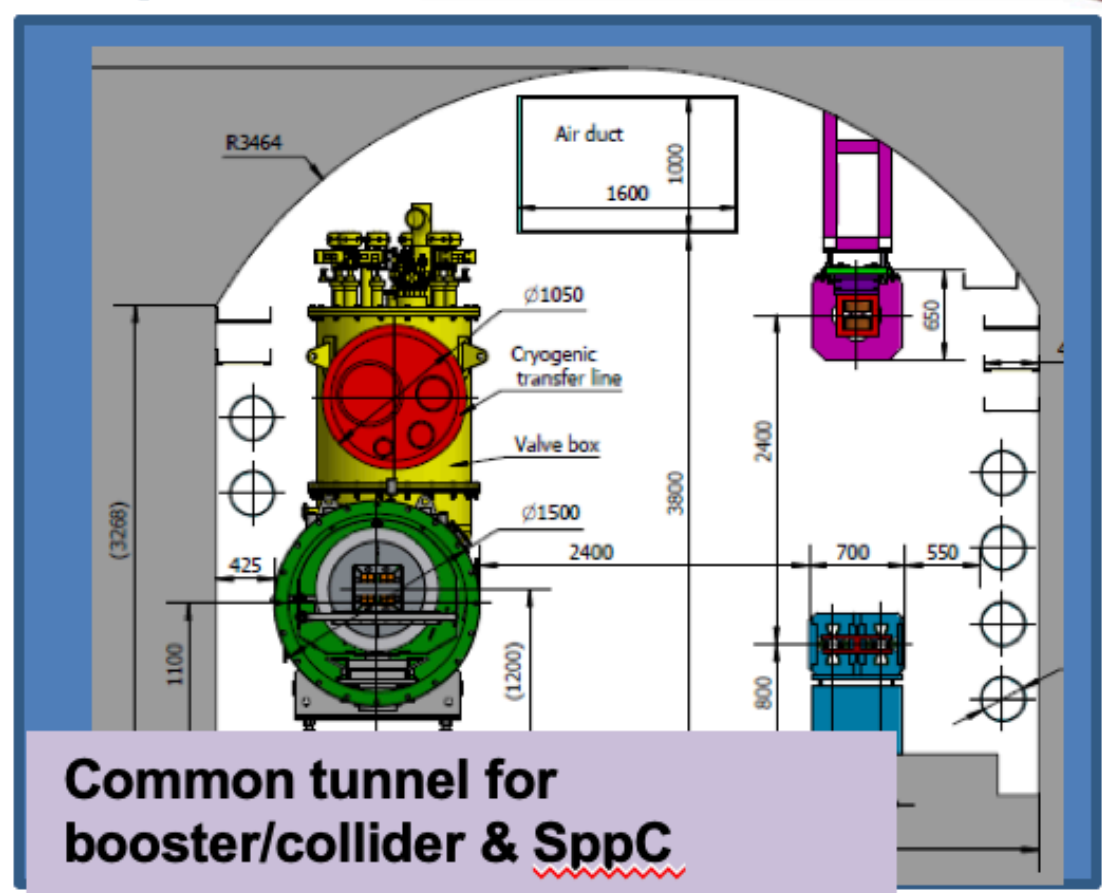 R3464
Air duct
1000
1600
Ø1050
Cryogenic
transfer line
Valve box
Ø1500
650
2400
3800
(3268)
425
2400
700
550
1100
(1200)
800
Common tunnel for
booster/collider & SppC